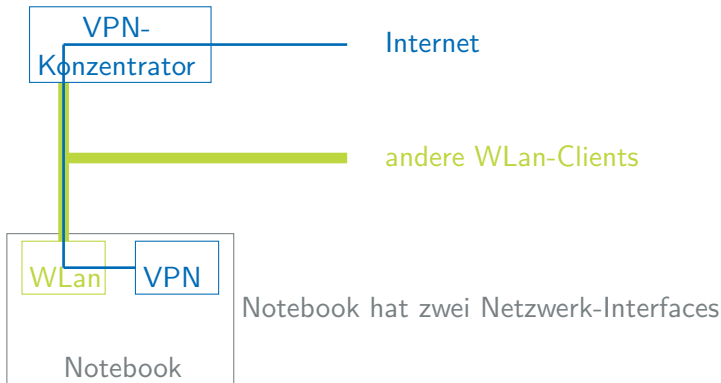 VPN-
Konzentrator
Internet
andere WLan-Clients
WLan
VPN
Notebook hat zwei Netzwerk-Interfaces
Notebook